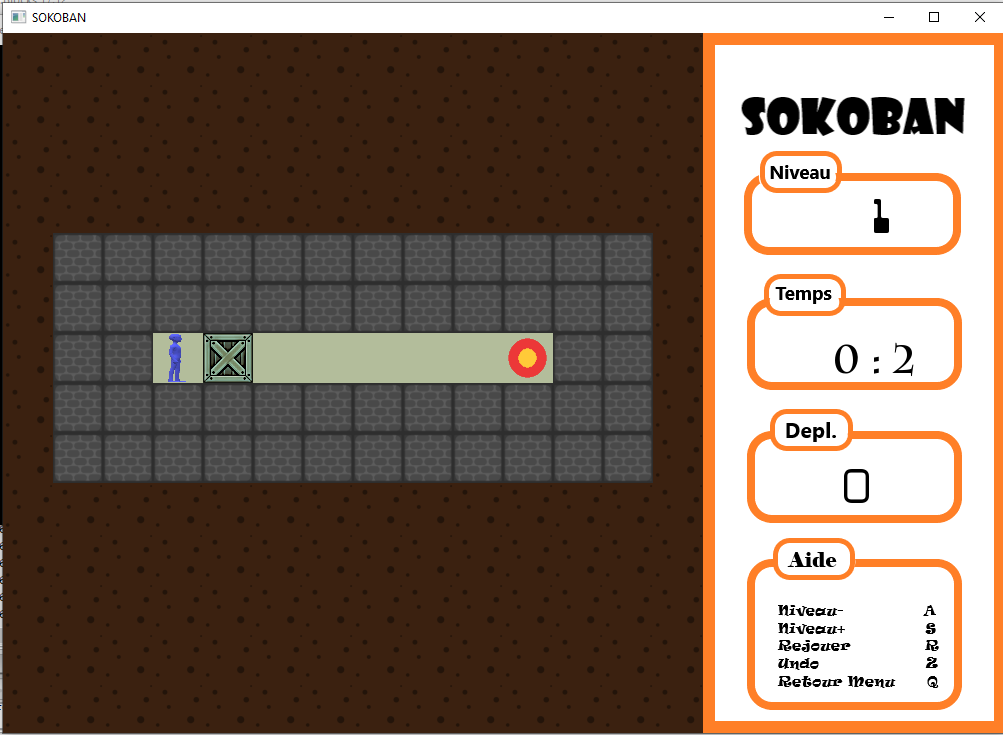 SOKOBAN
SOKOBAN
Niveau
1
Temps
0 : 2
Depl.
0
Aide
Niveau- A
Niveau+ S
Rejouer R
Undo Z
Retour Menu Q